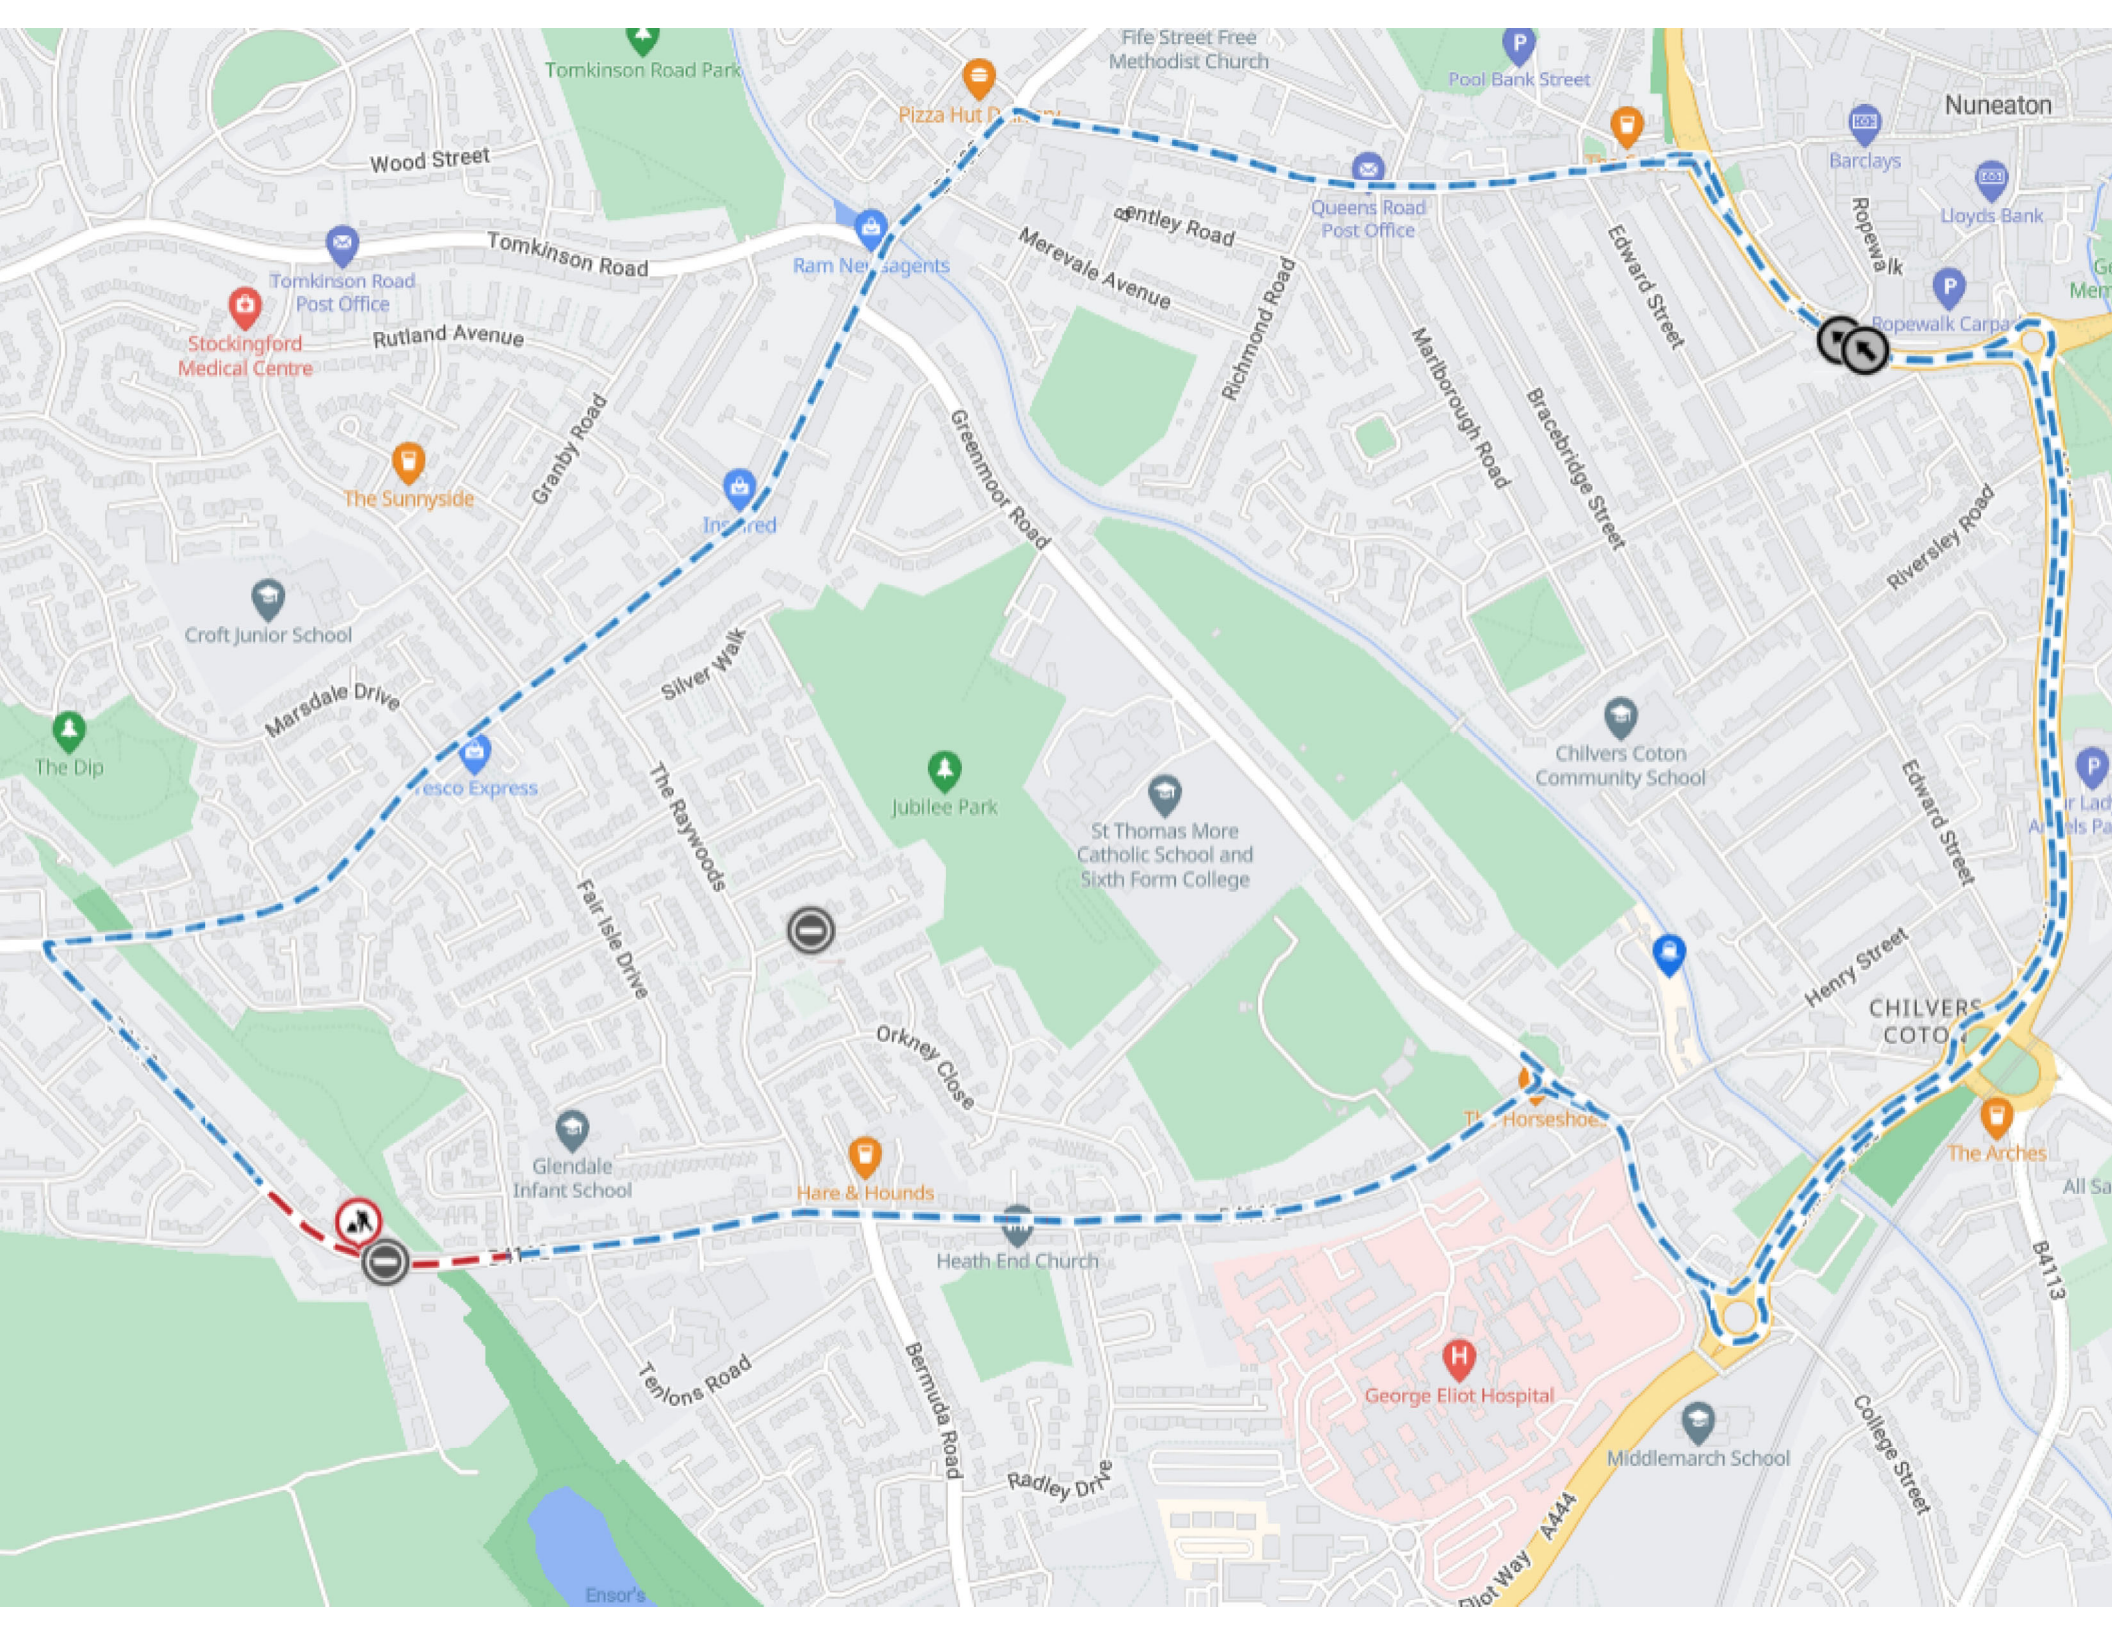 Fife Street Free
Methodist Church
Tomkinson Road Park
Pool Bank Street
Nuneaton
Pizza Hut
Wood Street
Barclays
Lloyds Bank
Ropewalk
Queens Road
Post Office
Bentley Road
Merevale Avenue
Tomkinson Road
Tomkinson Road
Post Office
Ram Newsagents
Edward Street
Richmond Road
Ropewalk
Rutland Avenue
Stockingford
Medical Centre
Marlborough Road
Bracebridge Street
Greenmoor Road
Granby Road
The Sunnyside
Riversley Road
Croft Junior School
Silver Walk
Marsdale Drive
The Dip
Tesco Express
The Raywoods
Jubilee Park
St Thomas More
Catholic School and
Sixth Form College
Chilvers Coton
Community School
Edward Street
Fair Isle Drive
Henry Street
CHILVERS
COTON
Orkney Close
The Horseshoe
The Arches
All Sa
Glendale
Infant School
Hare & Hounds
Heath End Church
B4113
Tenlons Road
Bermuda Road
George Eliot Hospital
Middlemarch School
College Street
Radley Drive
A444
Eliot Way
Ensor's